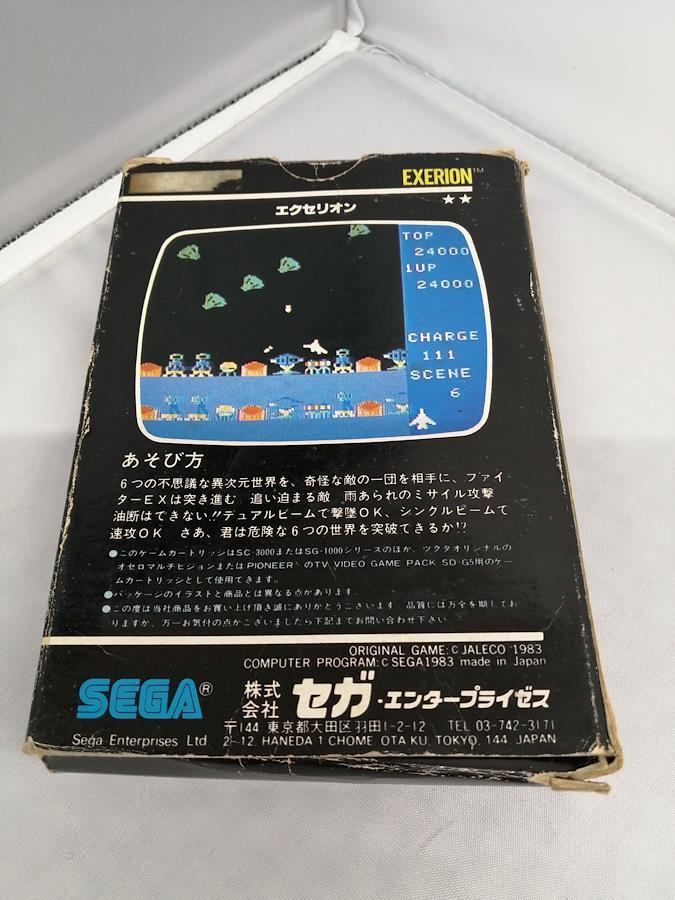 EXERION™
★★
エクセリオン
TOP
24000
1UP
24000
CHARGE
111
SCENE
6
あそび方
6つの不思議な異次元世界を、奇怪な敵の一団を相手に、ファイ
ターEXは突き進む 追い迫まる敵 雨あられのミサイル攻撃
油断はできない!!デュアルビームで撃墜OK、シングルビームで
速攻OK さあ、君は危険な6つの世界を突破できるか!?
●このゲームカートリッジはSC-3000またはSG-1000シリーズのほか、ツクダオリジナルの
オセロマルチビジョンまたはPIONEER のTV VIDEO GAME PACK SD-G5用のゲー
ムカートリッジとして使用できます。
●パッケージのイラストと商品とは異なる点があります.
●この度は当社商品をお買い上げ頂き誠にありがとうございます 品質には万全を期してお
りますが、万一お気付の点がございましたら下記までお問い合わせ下さい
ORIGINAL GAME: © JALECO 1983
COMPUTER PROGRAM: © SEGA1983 made in Japan
SEGA®
株式会社 セガ・エンタープライゼス
〒144 東京都大田区羽田1-2-12 TEL 03-742-3171
Sega Enterprises Ltd. 2-12, HANEDA 1 CHOME OTA KU, TOKYO, 144 JAPAN